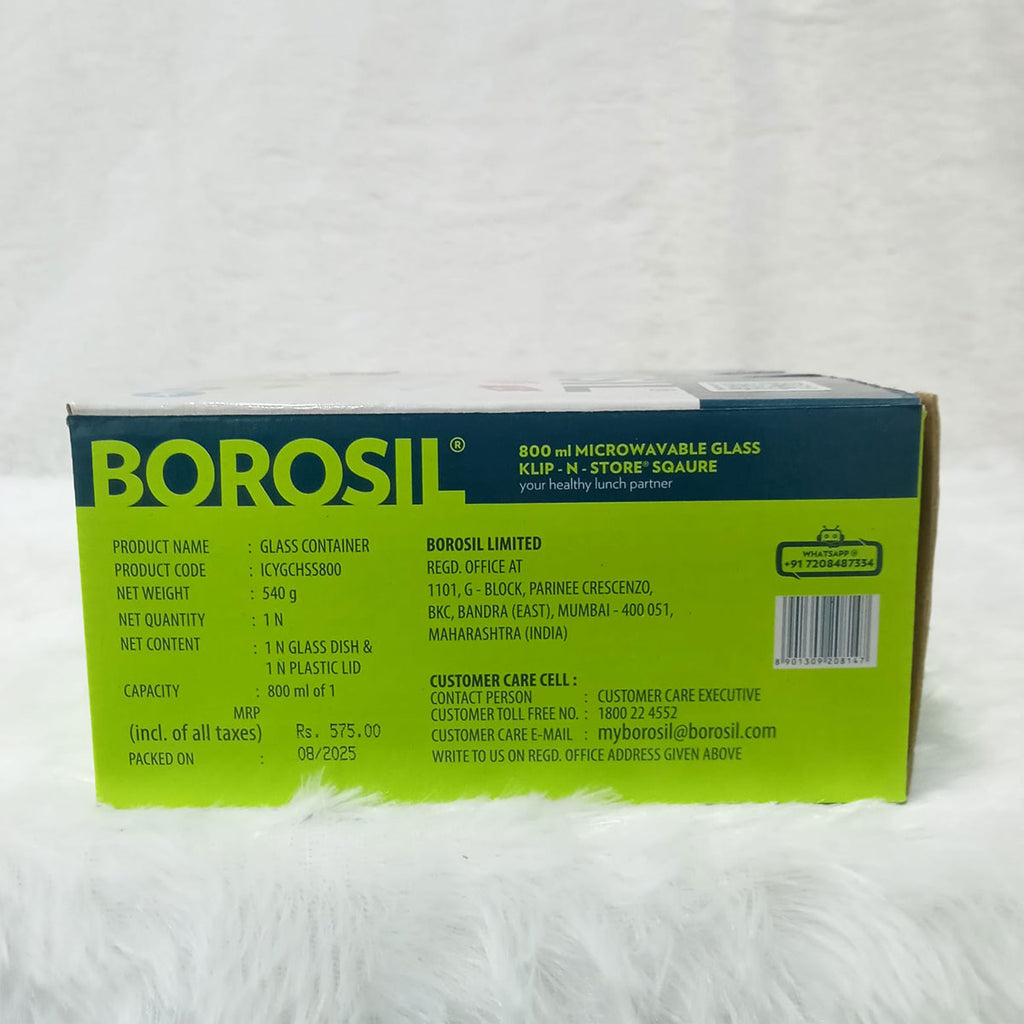 BOROSIL®
800 ml MICROWAVABLE GLASS
KLIP - N - STORE® SQAURE
your healthy lunch partner
PRODUCT NAME : GLASS CONTAINER
PRODUCT CODE : ICYGCHSS800
NET WEIGHT : 540 g
NET QUANTITY : 1 N
NET CONTENT : 1 N GLASS DISH &
1 N PLASTIC LID
CAPACITY : 800 ml of 1
MRP
(incl. of all taxes) Rs. 575.00
PACKED ON : 08/2025
BOROSIL LIMITED
REGD. OFFICE AT
1101, G - BLOCK, PARINEE CRESCENZO,
BKC, BANDRA (EAST), MUMBAI - 400 051,
MAHARASHTRA (INDIA)
CUSTOMER CARE CELL :
CONTACT PERSON : CUSTOMER CARE EXECUTIVE
CUSTOMER TOLL FREE NO. : 1800 22 4552
CUSTOMER CARE E-MAIL : myborosil@borosil.com
WRITE TO US ON REGD. OFFICE ADDRESS GIVEN ABOVE
WHATSAPP @
+91 7208487334
8 901309 208147